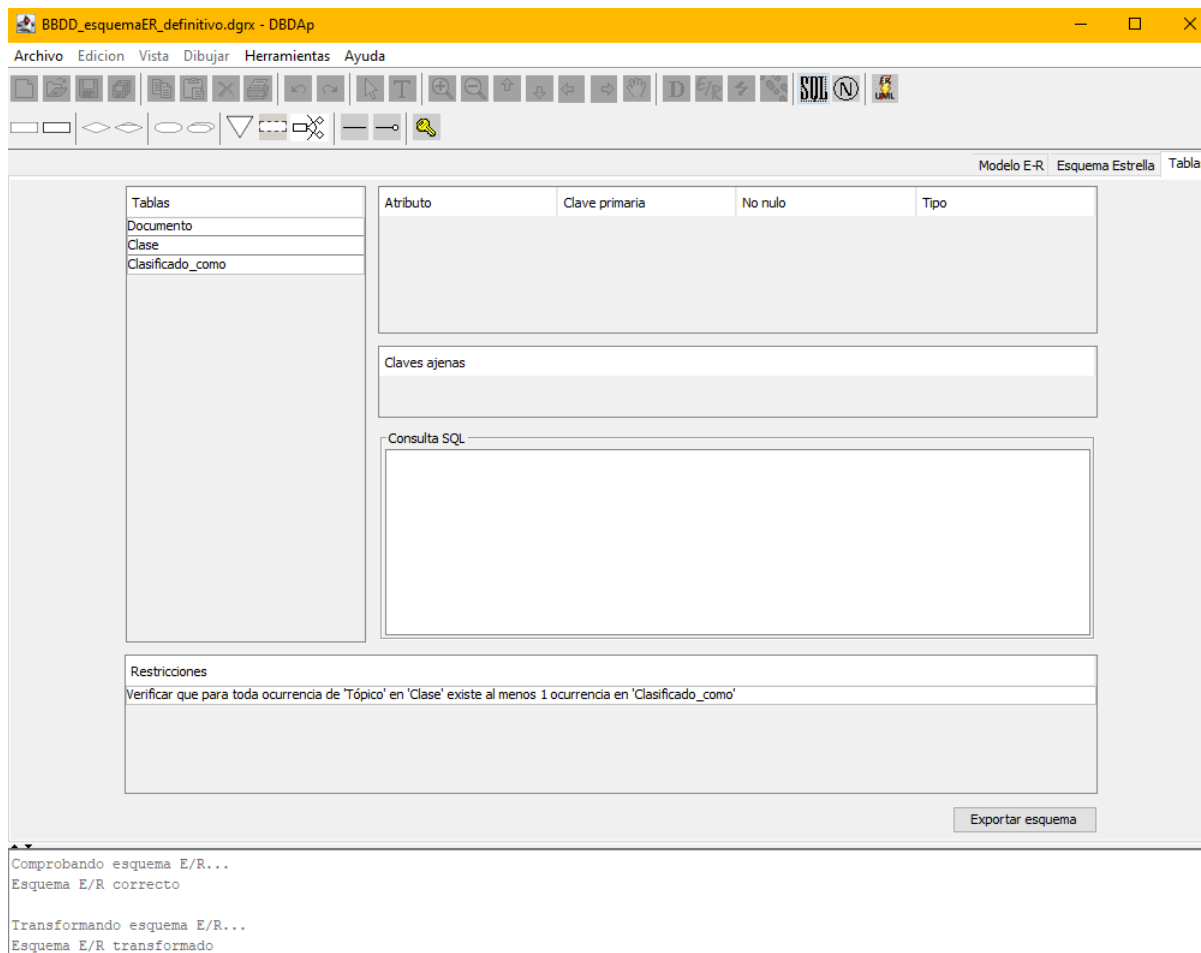 BBDD_esquemaER_definitivo.dgrx - DBDAp
Archivo Edicion Vista Dibujar Herramientas Ayuda
T D E/R SQL N ER UML
Modelo E-R Esquema Estrella Tabla
Tablas
Documento
Clase
Clasificado_como
Atributo Clave primaria No nulo Tipo
Claves ajenas
Consulta SQL
Restricciones
Verificar que para toda ocurrencia de 'Tópico' en 'Clase' existe al menos 1 ocurrencia en 'Clasificado_como'
Exportar esquema
Comprobando esquema E/R...
Esquema E/R correcto
Transformando esquema E/R...
Esquema E/R transformado